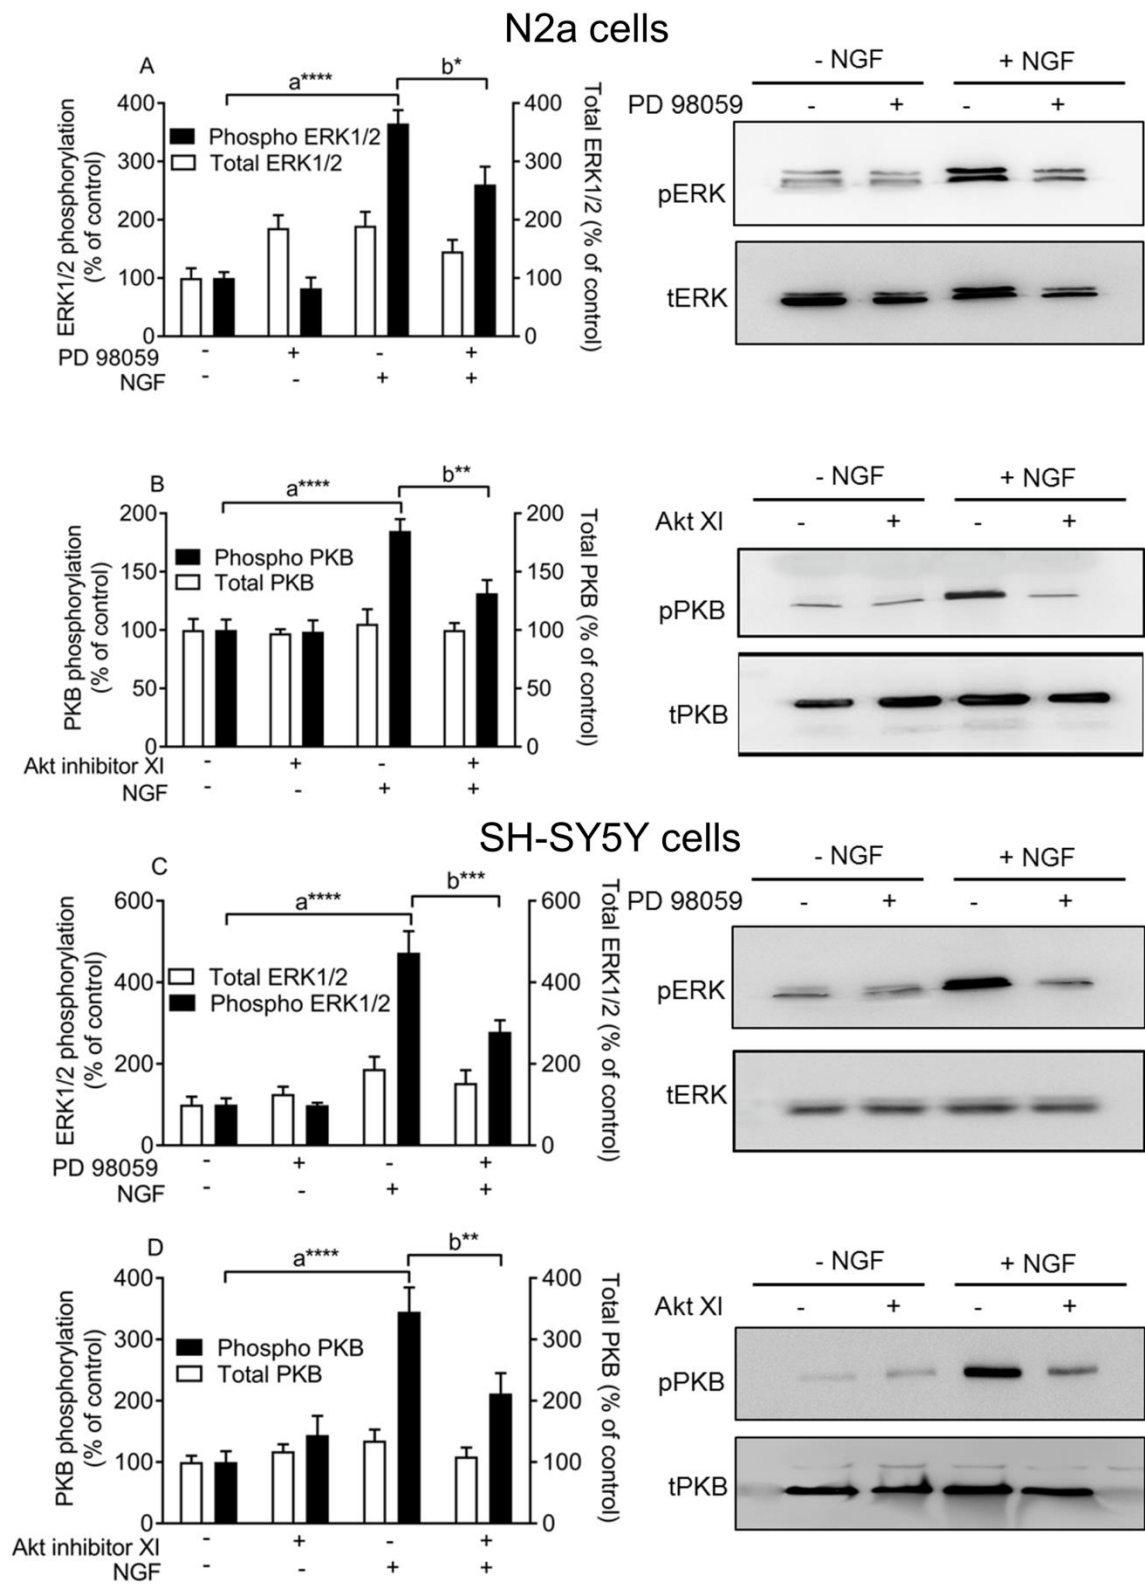 N2a cells
A
a****
b*
400
300
200
100
0
ERK1/2 phosphorylation
(% of control)
Phospho ERK1/2
Total ERK1/2
400
300
200
100
0
Total ERK1/2 (% of control)
PD 98059 - + - +
NGF - - + +
- NGF + NGF
PD 98059 - + - +
pERK
tERK
B
a****
b**
200
150
100
50
0
PKB phosphorylation
(% of control)
Phospho PKB
Total PKB
200
150
100
50
0
Total PKB (% of control)
Akt inhibitor XI - + - +
NGF - - + +
- NGF + NGF
Akt XI - + - +
pPKB
tPKB
SH-SY5Y cells
C
a****
b***
600
400
200
0
ERK1/2 phosphorylation
(% of control)
Total ERK1/2
Phospho ERK1/2
600
400
200
0
Total ERK1/2 (% of control)
PD 98059 - + - +
NGF - - + +
- NGF + NGF
PD 98059 - + - +
pERK
tERK
D
a****
b**
400
300
200
100
0
PKB phosphorylation
(% of control)
Phospho PKB
Total PKB
400
300
200
100
0
Total PKB (% of control)
Akt inhibitor XI - + - +
NGF - - + +
- NGF + NGF
Akt XI - + - +
pPKB
tPKB